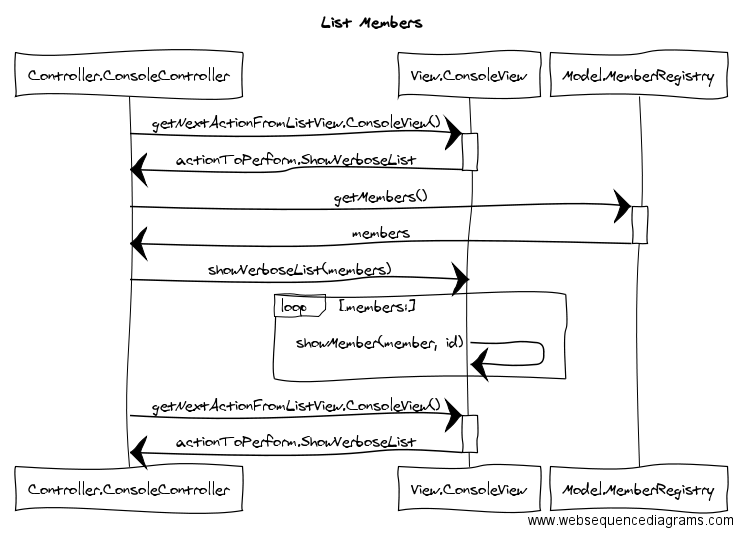 List Members
Controller.ConsoleController
View.ConsoleView
Model.MemberRegistry
getNextActionFromListView.ConsoleView()
actionToPerform.ShowVerboseList
getMembers()
members
showVerboseList(members)
loop [members:]
showMember(member, id)
getNextActionFromListView.ConsoleView()
actionToPerform.ShowVerboseList
Controller.ConsoleController
View.ConsoleView
Model.MemberRegistry
www.websequencediagrams.com